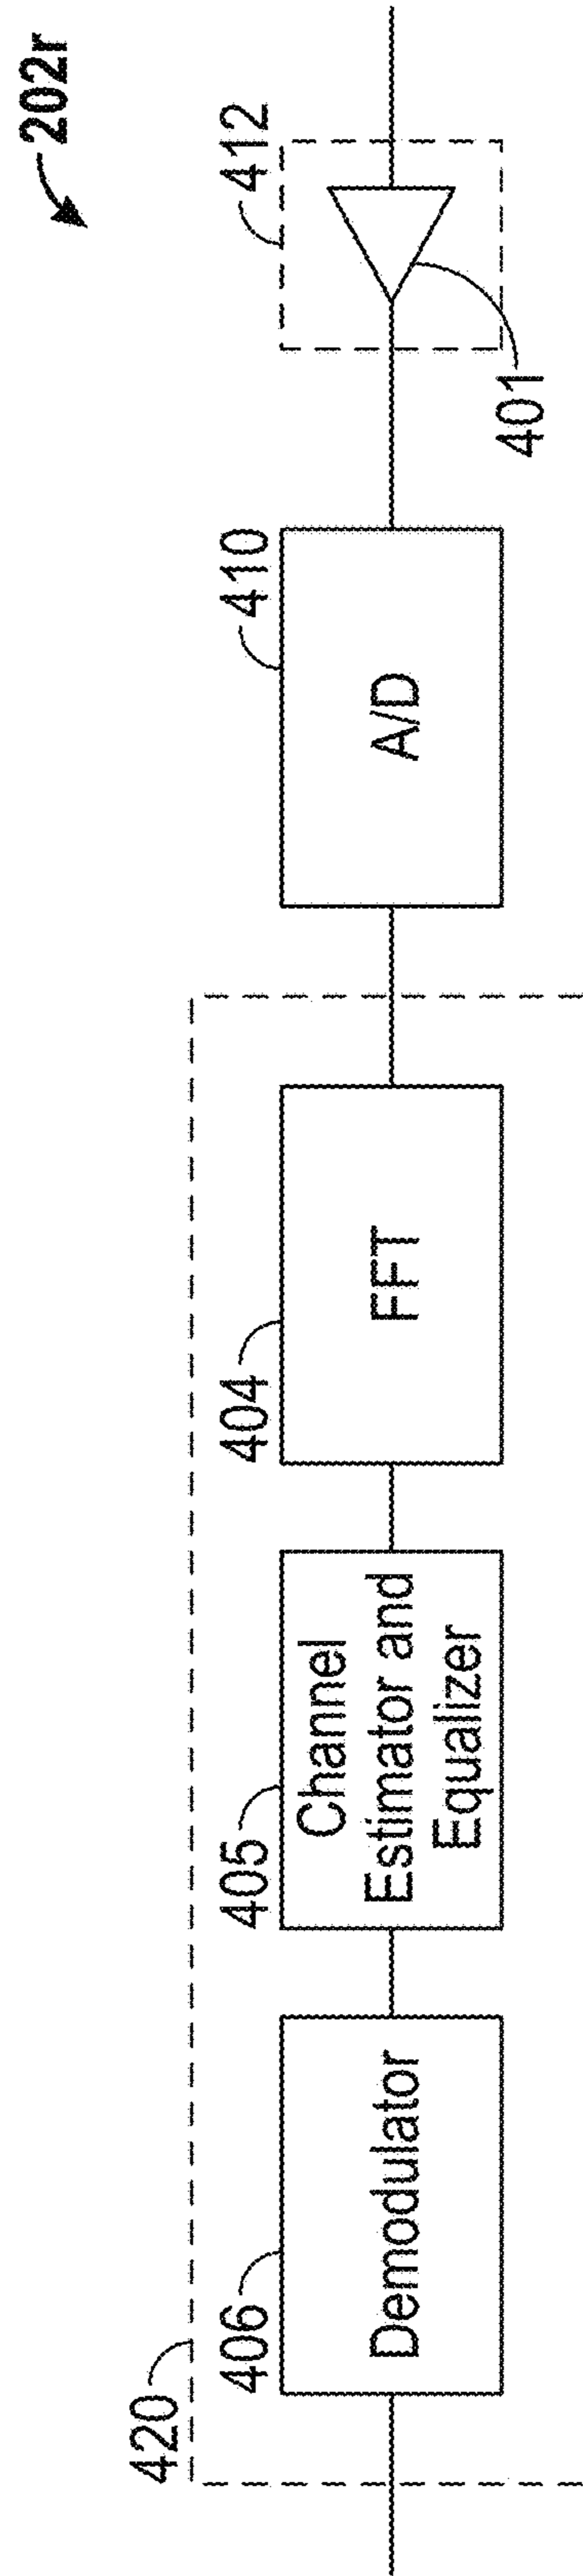 202r
420
406
Demodulator
405
Channel
Estimator and
Equalizer
404
FFT
410
A/D
412
401